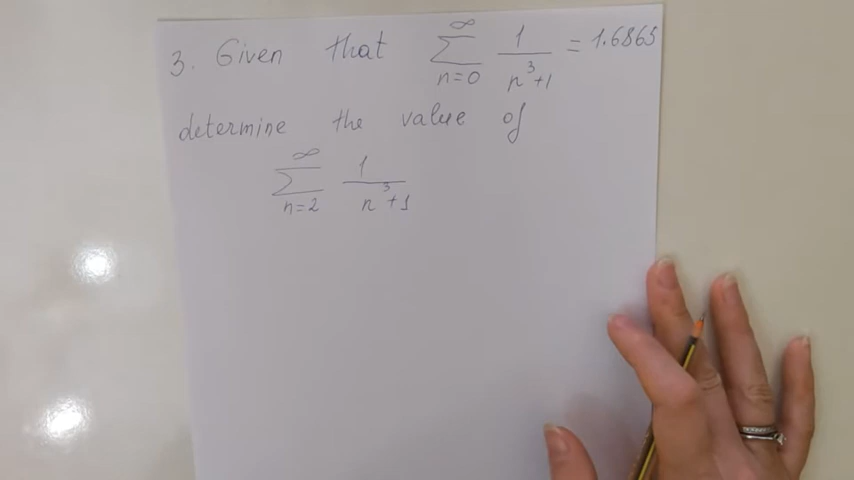 3. Given that ∑_{n=0}^{∞} 1/(n³+1) = 1.6865
determine the value of
∑_{n=2}^{∞} 1/(n³+1)